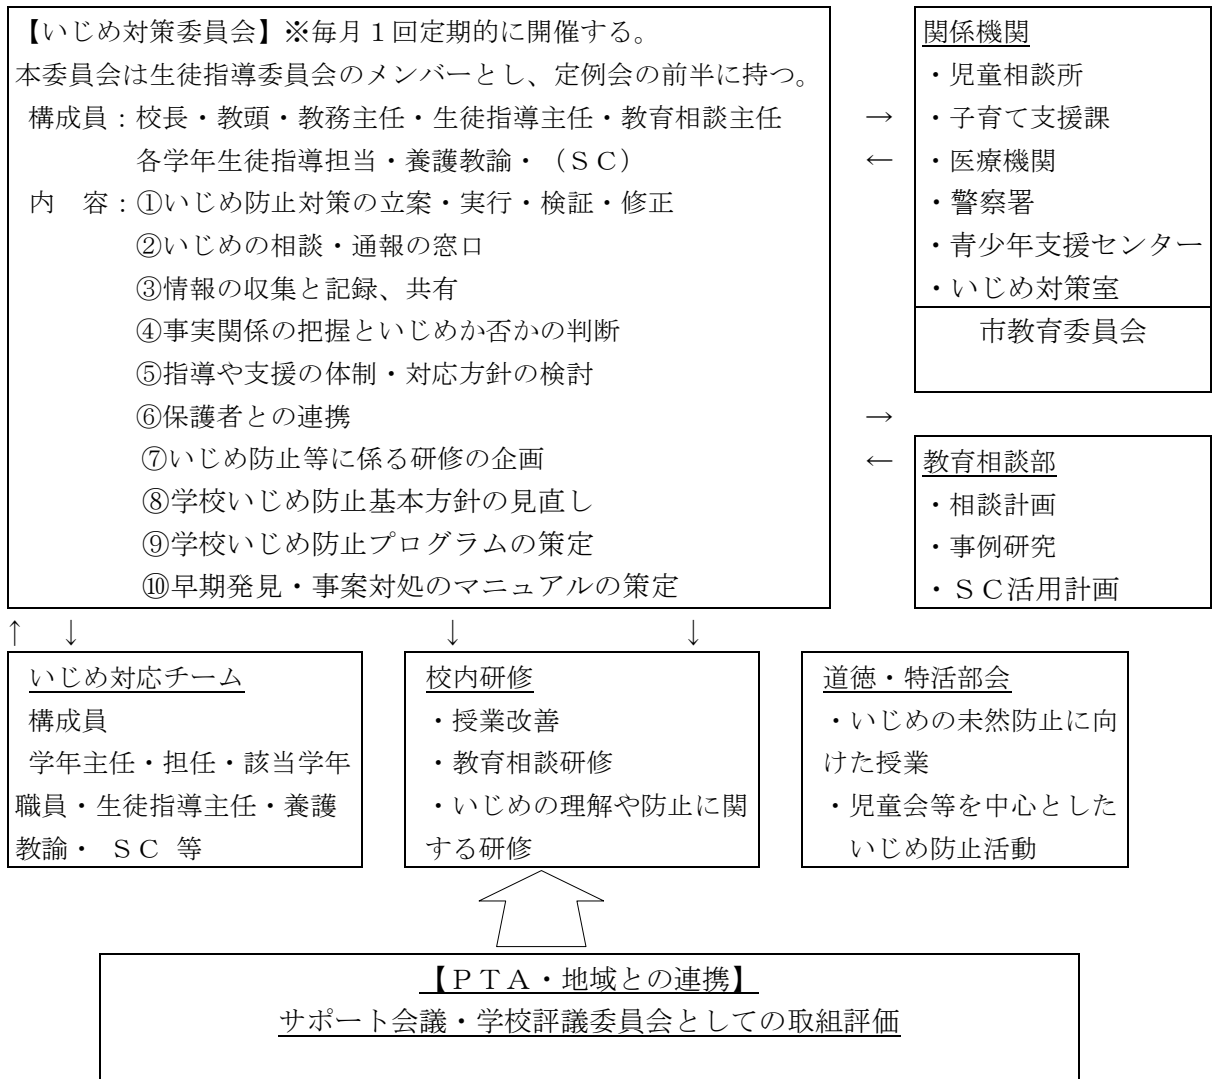 【いじめ対策委員会】※毎月１回定期的に開催する。
本委員会は生徒指導委員会のメンバーとし、定例会の前半に持つ。
構成員：校長・教頭・教務主任・生徒指導主任・教育相談主任
各学年生徒指導担当・養護教諭・（ＳＣ）
内　容：①いじめ防止対策の立案・実行・検証・修正
②いじめの相談・通報の窓口
③情報の収集と記録、共有
④事実関係の把握といじめか否かの判断
⑤指導や支援の体制・対応方針の検討
⑥保護者との連携
⑦いじめ防止等に係る研修の企画
⑧学校いじめ防止基本方針の見直し
⑨学校いじめ防止プログラムの策定
⑩早期発見・事案対処のマニュアルの策定
→
←
→
←
関係機関
・児童相談所
・子育て支援課
・医療機関
・警察署
・青少年支援センター
・いじめ対策室
市教育委員会
教育相談部
・相談計画
・事例研究
・ＳＣ活用計画
↑　↓　↓　↓
いじめ対応チーム
構成員
学年主任・担任・該当学年
職員・生徒指導主任・養護
教諭・ ＳＣ 等
校内研修
・授業改善
・教育相談研修
・いじめの理解や防止に関
する研修
道徳・特活部会
・いじめの未然防止に向
けた授業
・児童会等を中心とした
いじめ防止活動
【ＰＴＡ・地域との連携】
サポート会議・学校評議委員会としての取組評価